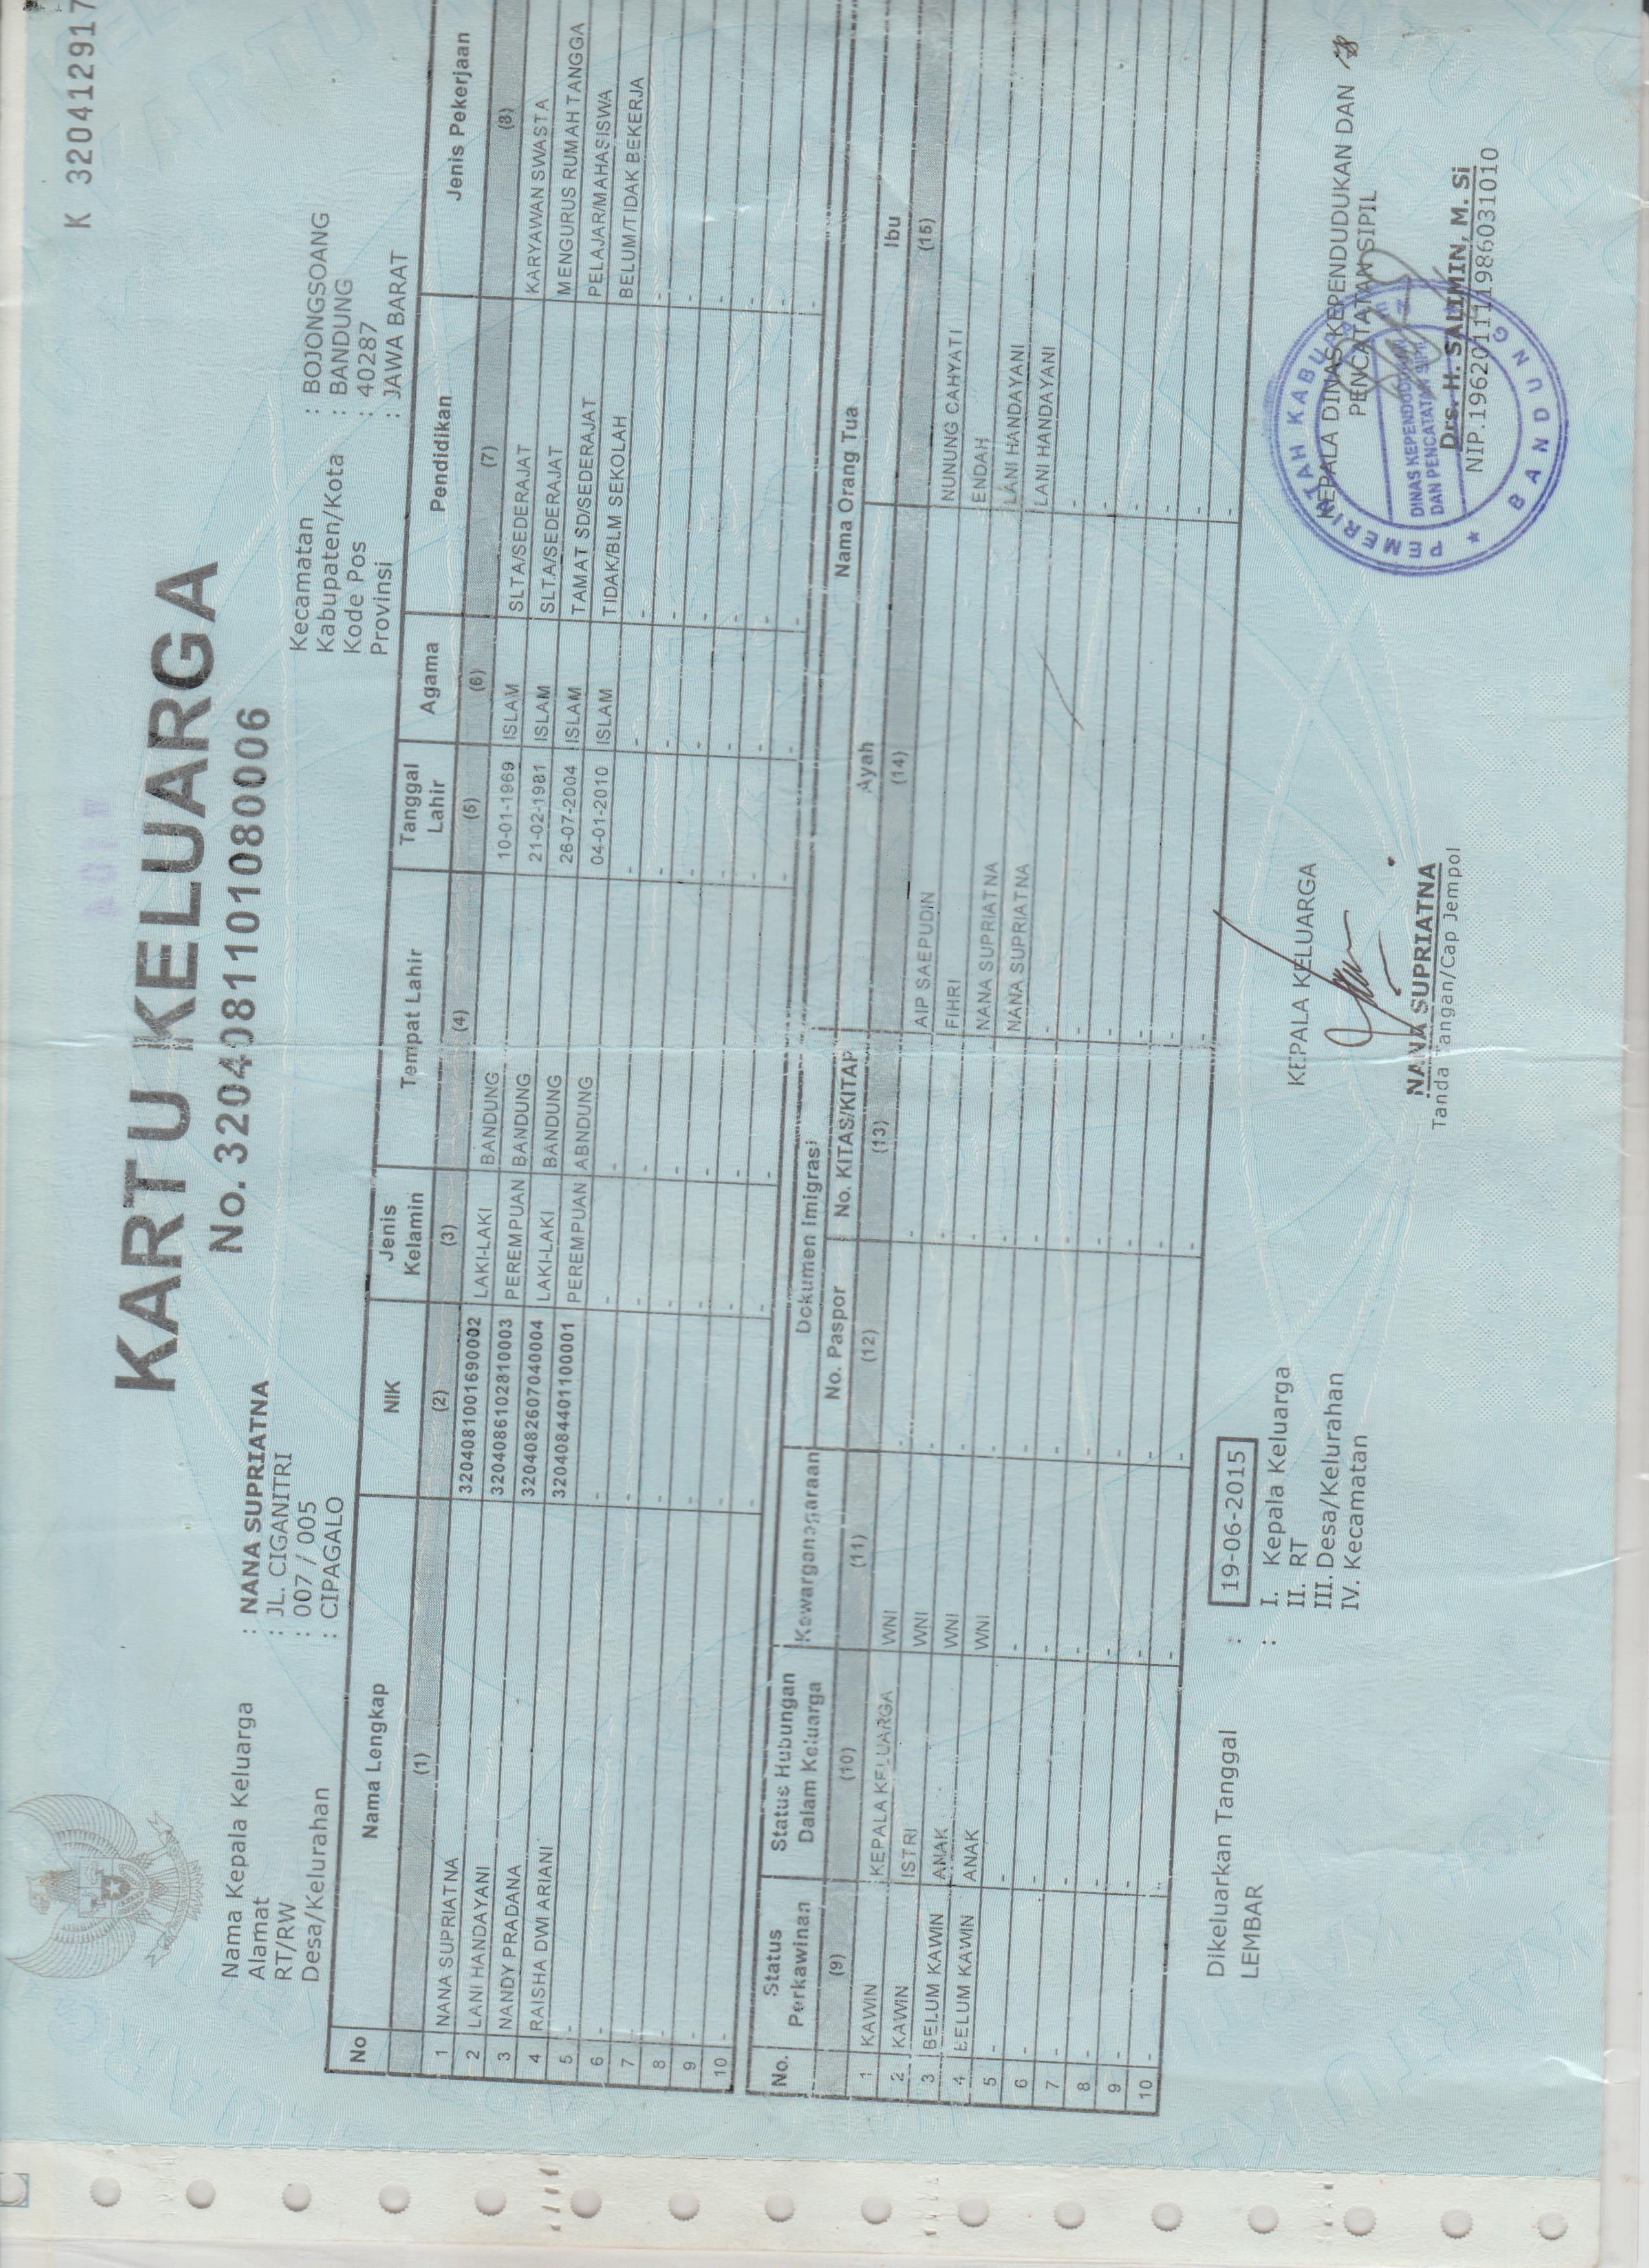 K 320412917
KARTU KELUARGA
No. 3204081101080006
Nama Kepala Keluarga : NANA SUPRIATNA
Alamat : JL. CIGANITRI
RT/RW : 007 / 005
Desa/Kelurahan : CIPAGALO
Kecamatan : BOJONGSOANG
Kabupaten/Kota : BANDUNG
Kode Pos : 40287
Provinsi : JAWA BARAT
No Nama Lengkap NIK Jenis Kelamin Tempat Lahir Tanggal Lahir Agama Pendidikan Jenis Pekerjaan
(1) (2) (3) (4) (5) (6) (7) (8)
1 NANA SUPRIATNA 3204081001690002 LAKI-LAKI BANDUNG 10-01-1969 ISLAM SLTA/SEDERAJAT KARYAWAN SWASTA
2 LANI HANDAYANI 3204086102810003 PEREMPUAN BANDUNG 21-02-1981 ISLAM SLTA/SEDERAJAT MENGURUS RUMAH TANGGA
3 NANDY PRADANA 3204082607040004 LAKI-LAKI BANDUNG 26-07-2004 ISLAM TAMAT SD/SEDERAJAT PELAJAR/MAHASISWA
4 RAISHA DWI ARIANI 3204084401100001 PEREMPUAN ABNDUNG 04-01-2010 ISLAM TIDAK/BLM SEKOLAH BELUM/TIDAK BEKERJA
5 - - - - - - - -
6 - - - - - - - -
7 - - - - - - - -
8 - - - - - - - -
9 - - - - - - - -
10 - - - - - - - -
No. Status Perkawinan Status Hubungan Dalam Keluarga Kewarganegaraan Dokumen Imigrasi Nama Orang Tua
No. Paspor No. KITAS/KITAP Ayah Ibu
(9) (10) (11) (12) (13) (14) (15)
1 KAWIN KEPALA KELUARGA WNI - - AIP SAEPUDIN NUNUNG CAHYATI
2 KAWIN ISTRI WNI - - FIHRI ENDAH
3 BELUM KAWIN ANAK WNI - - NANA SUPRIATNA LANI HANDAYANI
4 BELUM KAWIN ANAK WNI - - NANA SUPRIATNA LANI HANDAYANI
5 - - - - - - -
6 - - - - - - -
7 - - - - - - -
8 - - - - - - -
9 - - - - - - -
10 - - - - - - -
Dikeluarkan Tanggal : 19-06-2015
LEMBAR : I. Kepala Keluarga
II. RT
III. Desa/Kelurahan
IV. Kecamatan
KEPALA KELUARGA
NANA SUPRIATNA
Tanda Tangan/Cap Jempol
KEPALA DINAS KEPENDUDUKAN DAN
PENCATATAN SIPIL
PEMERINTAH KABUPATEN
DINAS KEPENDUDUKAN
DAN PENCATATAN SIPIL
BANDUNG
Drs. H. SALIMIN, M. Si
NIP.196201111986031010